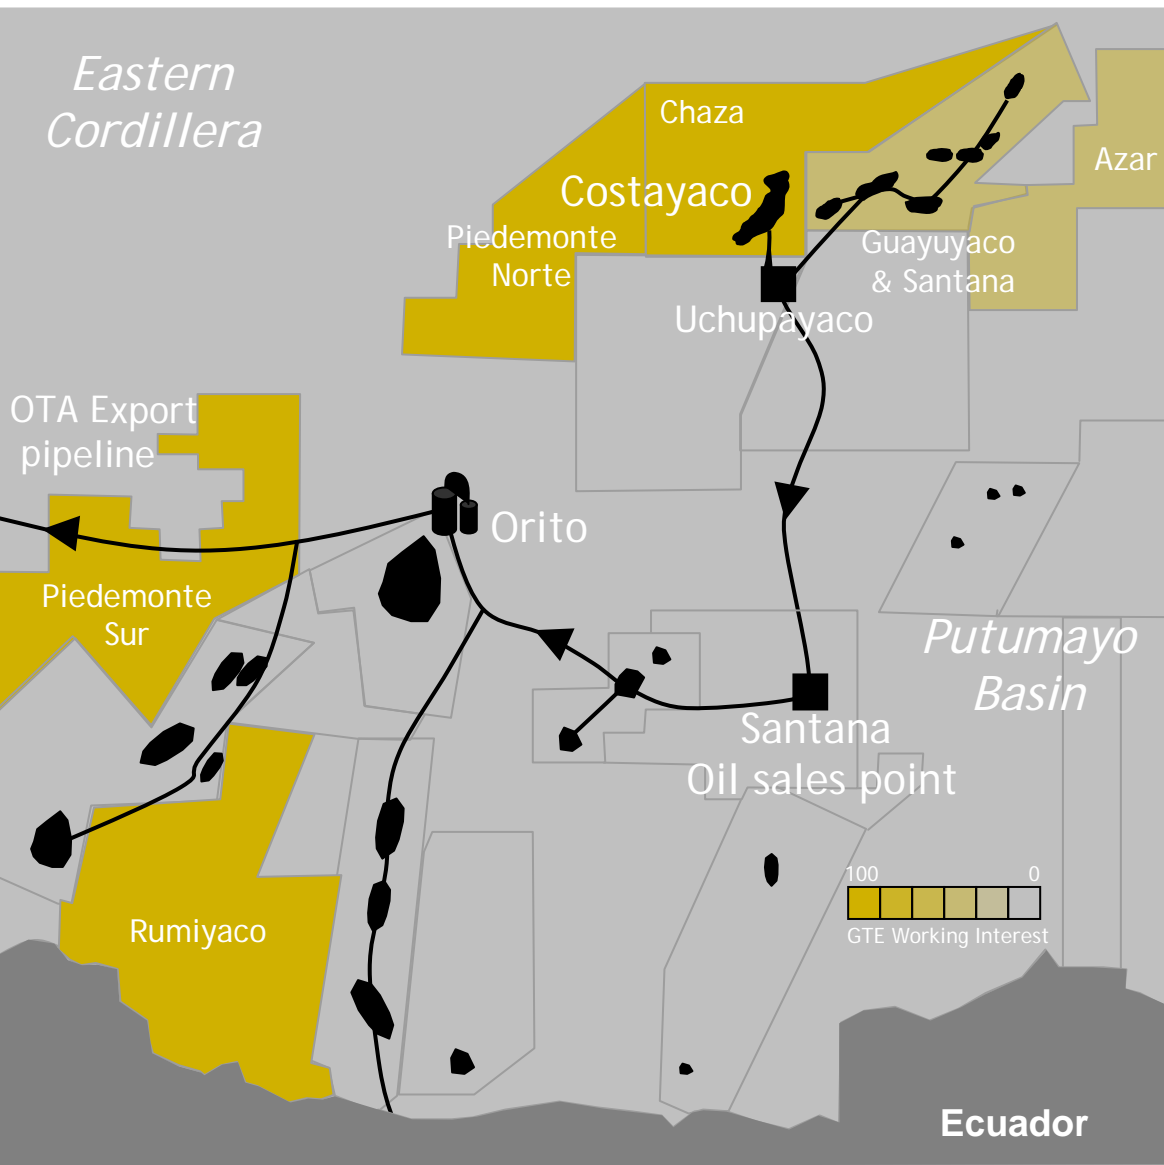 Eastern
Cordillera
Chaza
Azar
Costayaco
Piedemonte
Norte
Guayuyaco
& Santana
Uchupayaco
OTA Export
pipeline
Orito
Piedemonte
Sur
Putumayo
Basin
Santana
Oil sales point
100 0
GTE Working Interest
Rumiyaco
Ecuador